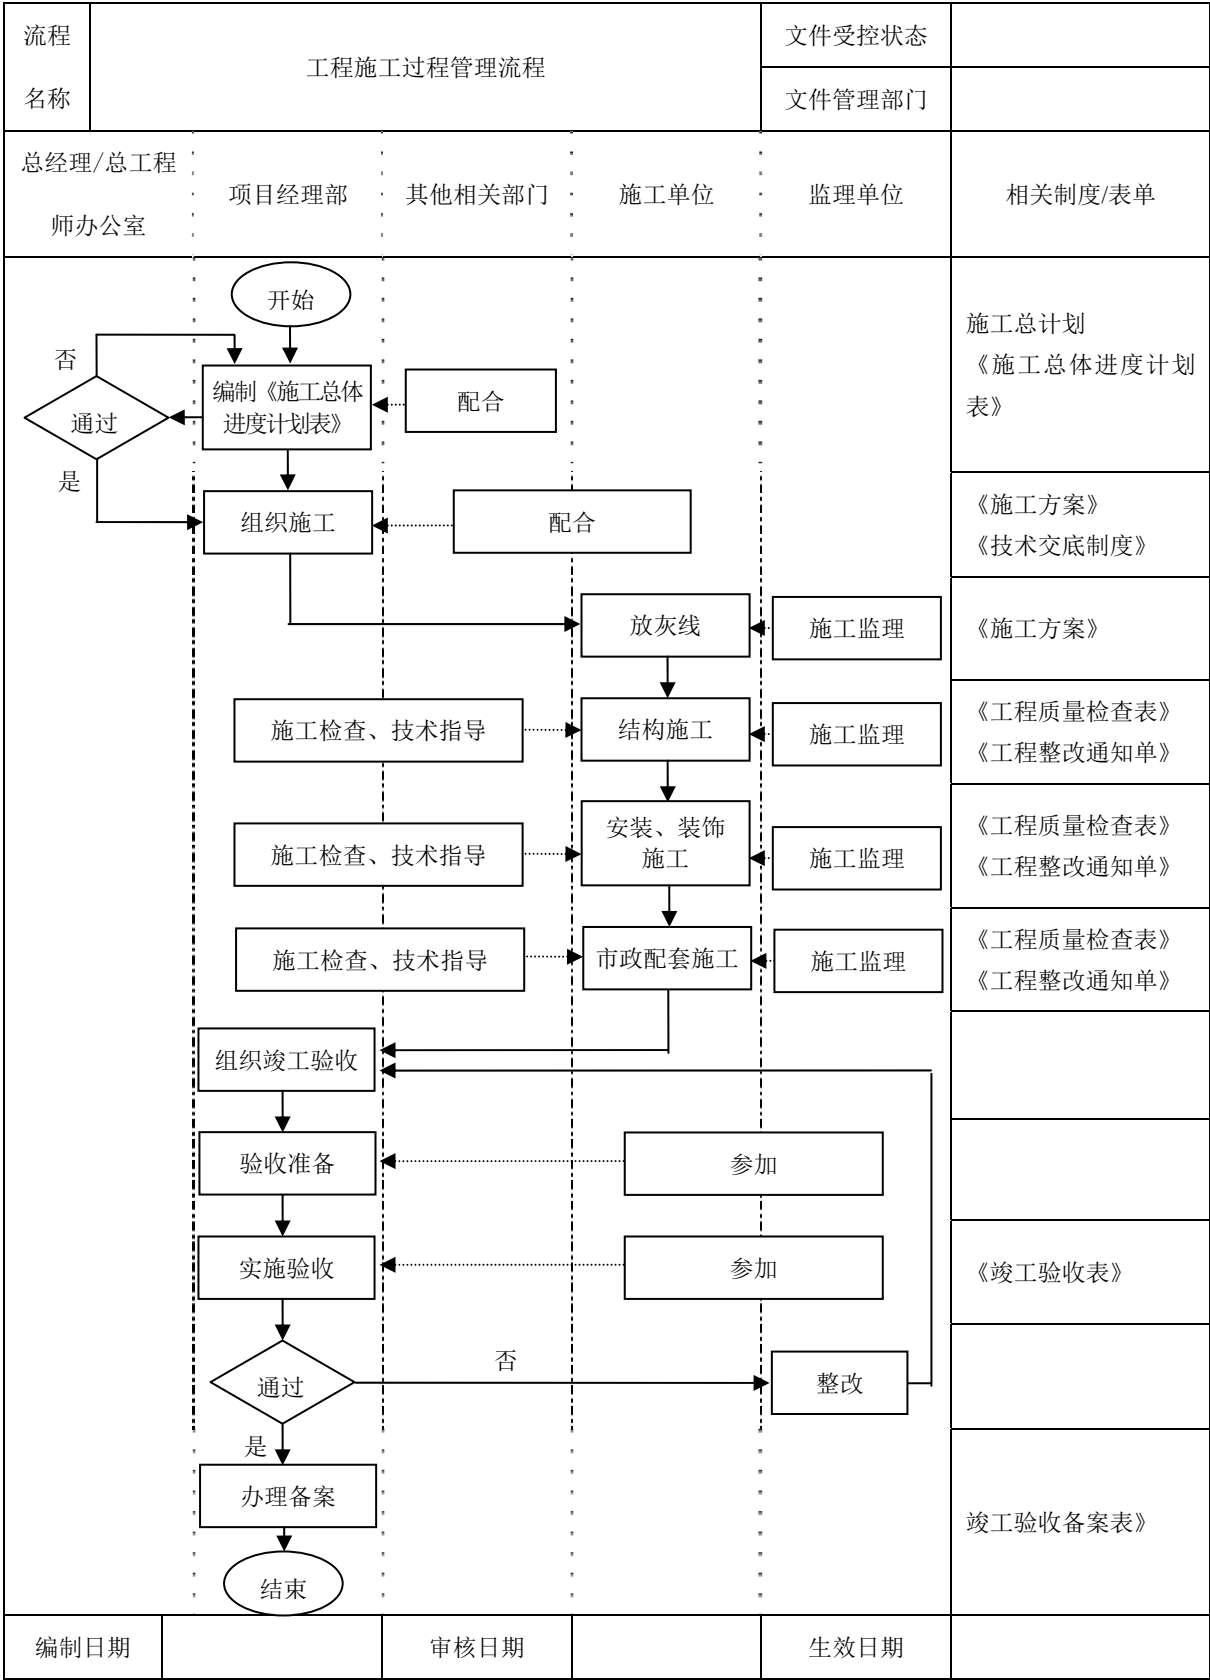 流程
名称
工程施工过程管理流程
文件受控状态
文件管理部门
总经理/总工程
师办公室
项目经理部
其他相关部门
施工单位
监理单位
相关制度/表单
开始
否
通过
是
编制《施工总体
进度计划表》
配合
施工总计划
《施工总体进度计划
表》
组织施工
配合
《施工方案》
《技术交底制度》
放灰线
施工监理
《施工方案》
施工检查、技术指导
结构施工
施工监理
《工程质量检查表》
《工程整改通知单》
施工检查、技术指导
安装、装饰
施工
施工监理
《工程质量检查表》
《工程整改通知单》
施工检查、技术指导
市政配套施工
施工监理
《工程质量检查表》
《工程整改通知单》
组织竣工验收
验收准备
参加
实施验收
参加
《竣工验收表》
通过
否
整改
是
办理备案
竣工验收备案表》
结束
编制日期
审核日期
生效日期